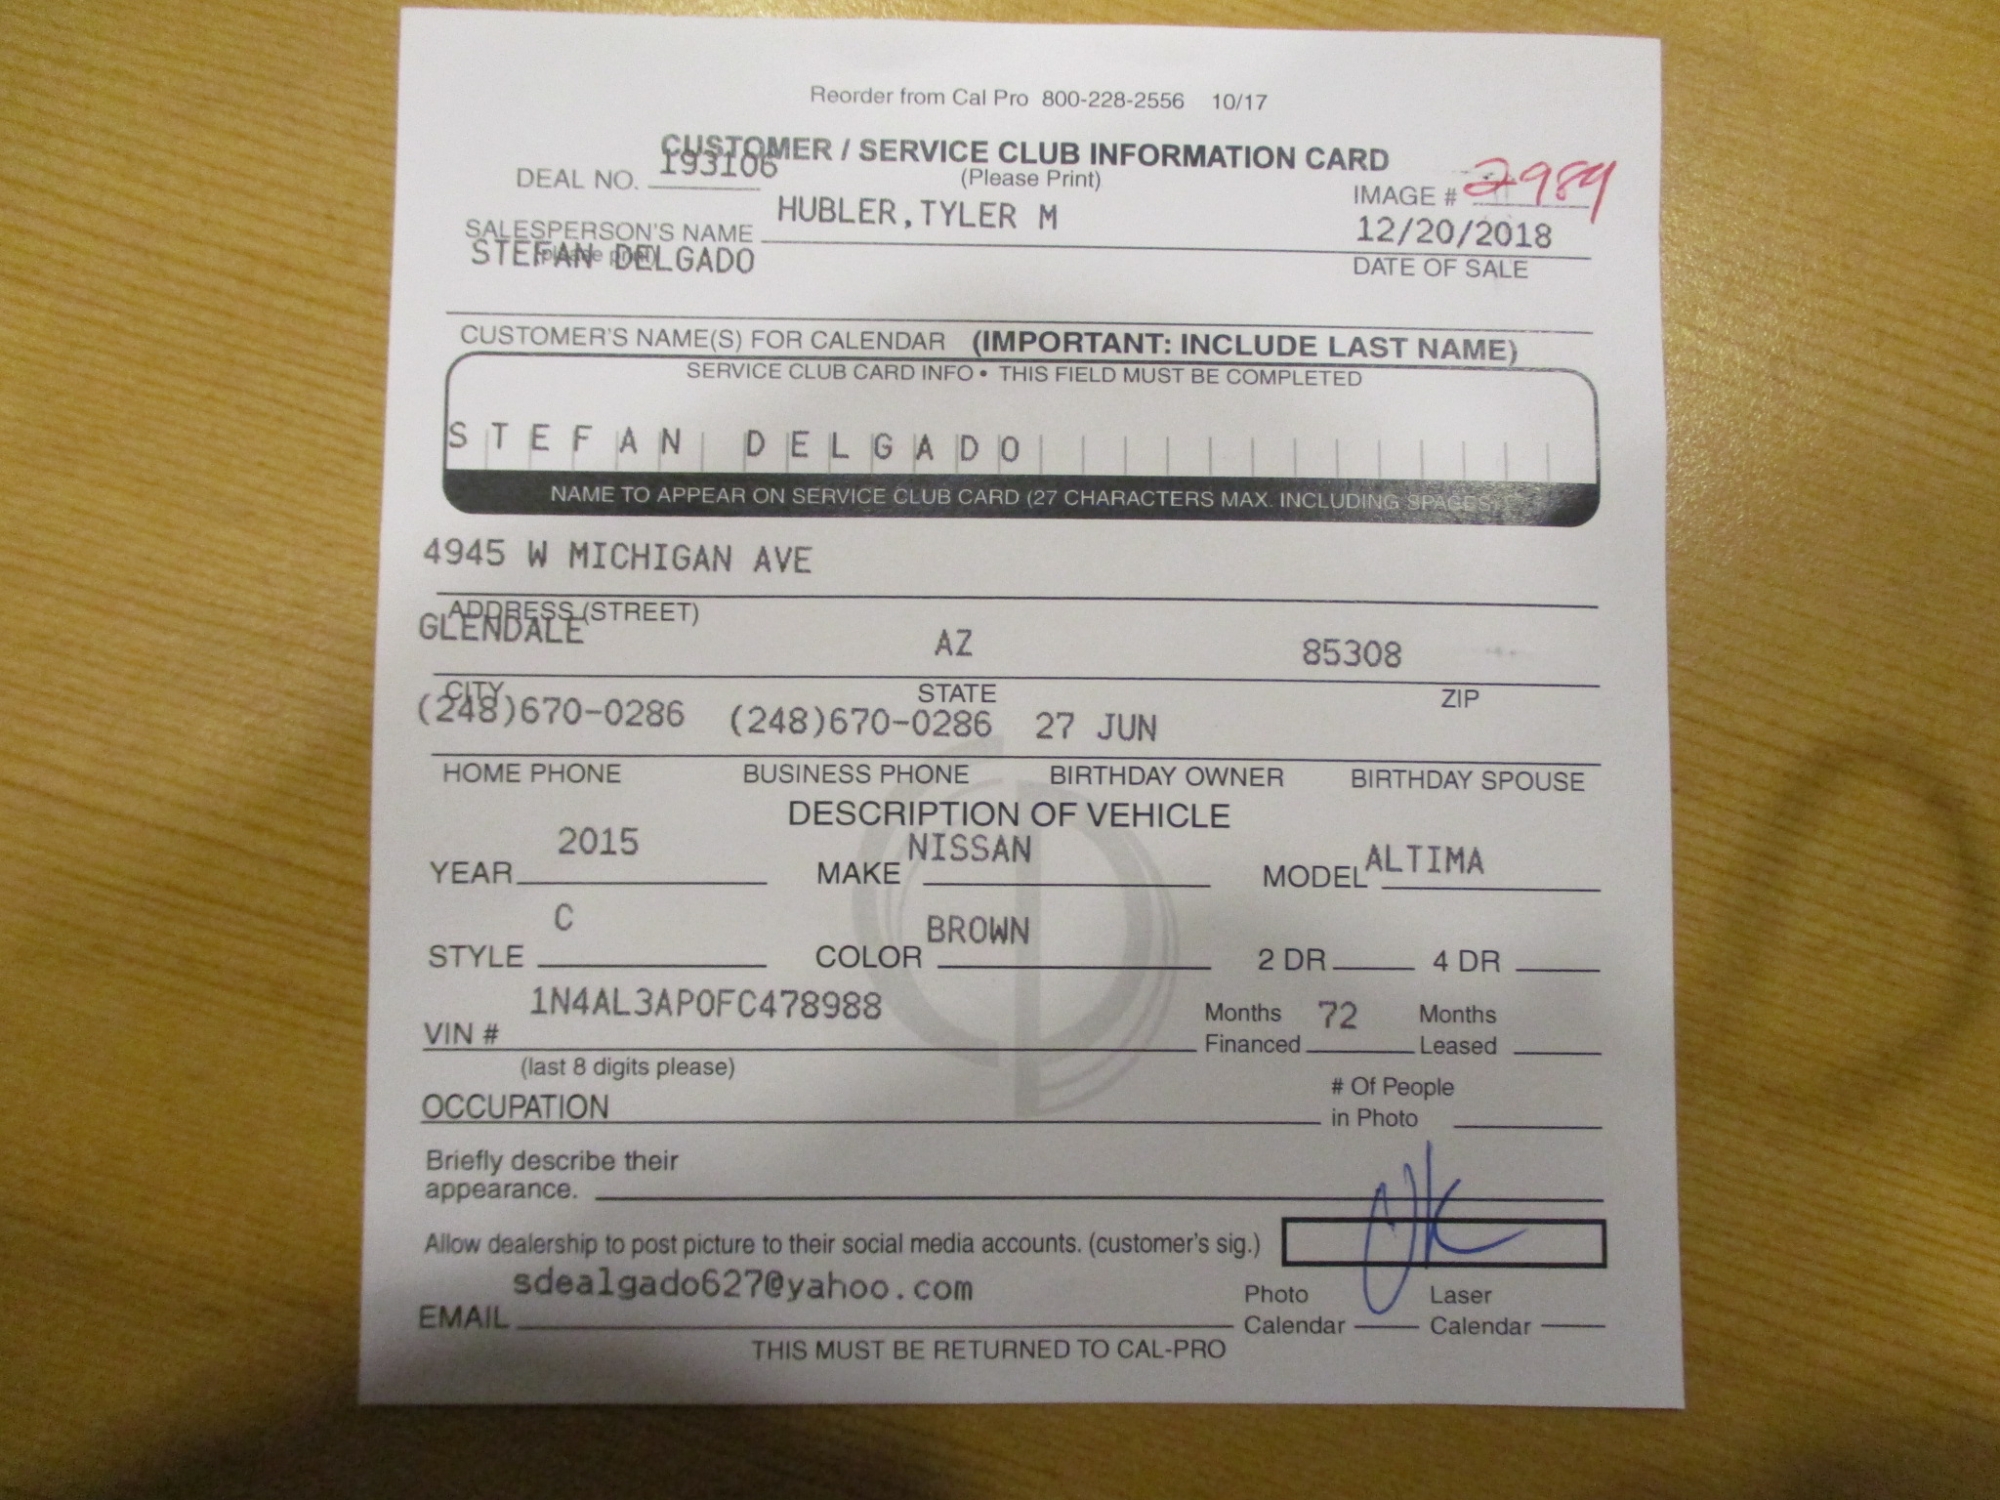 Reorder from Cal Pro 800-228-2556 10/17
CUSTOMER / SERVICE CLUB INFORMATION CARD
(Please Print)
DEAL NO. 193106
IMAGE # 2984
SALESPERSON'S NAME HUBLER,TYLER M
(please print)
12/20/2018
DATE OF SALE
STEFAN DELGADO
CUSTOMER'S NAME(S) FOR CALENDAR (IMPORTANT: INCLUDE LAST NAME)
SERVICE CLUB CARD INFO • THIS FIELD MUST BE COMPLETED
STEFAN DELGADO
NAME TO APPEAR ON SERVICE CLUB CARD (27 CHARACTERS MAX. INCLUDING SPACES)
4945 W MICHIGAN AVE
ADDRESS (STREET)
GLENDALE AZ 85308
CITY STATE ZIP
(248)670-0286 (248)670-0286 27 JUN
HOME PHONE BUSINESS PHONE BIRTHDAY OWNER BIRTHDAY SPOUSE
DESCRIPTION OF VEHICLE
YEAR 2015 MAKE NISSAN MODEL ALTIMA
STYLE C COLOR BROWN 2 DR 4 DR
VIN # 1N4AL3AP0FC478988
(last 8 digits please)
Months Financed 72 Months Leased
OCCUPATION
# Of People in Photo
Briefly describe their
appearance.
Allow dealership to post picture to their social media accounts. (customer's sig.)
EMAIL sdealgado627@yahoo.com
Photo Calendar Laser Calendar
THIS MUST BE RETURNED TO CAL-PRO